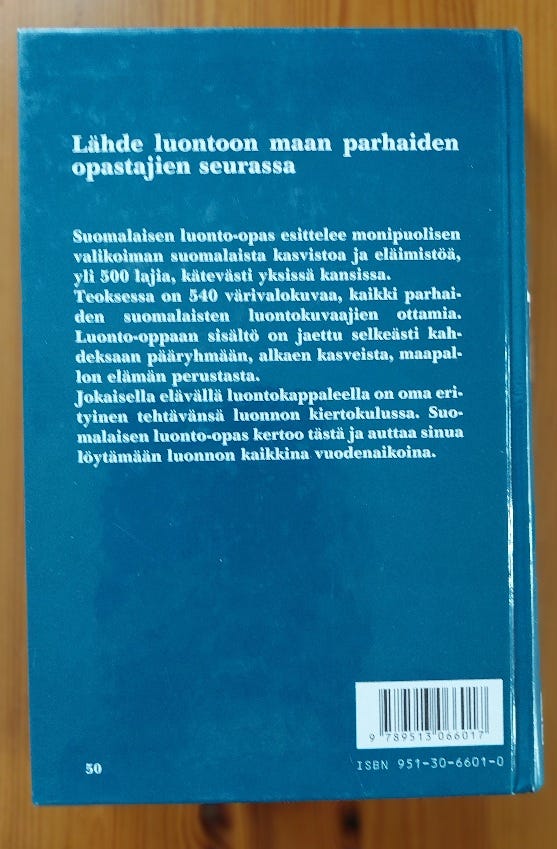 Lähde luontoon maan parhaiden
opastajien seurassa
Suomalaisen luonto-opas esittelee monipuolisen
valikoiman suomalaista kasvistoa ja eläimistöä,
yli 500 lajia, kätevästi yksissä kansissa.
Teoksessa on 540 värivalokuvaa, kaikki parhai-
den suomalaisten luontokuvaajien ottamia.
Luonto-oppaan sisältö on jaettu selkeästi kah-
deksaan pääryhmään, alkaen kasveista, maapal-
lon elämän perustasta.
Jokaisella elävällä luontokappaleella on oma eri-
tyinen tehtävänsä luonnon kiertokulussa. Suo-
malaisen luonto-opas kertoo tästä ja auttaa sinua
löytämään luonnon kaikkina vuodenaikoina.
9 789513 066017
ISBN 951-30-6601-0
50